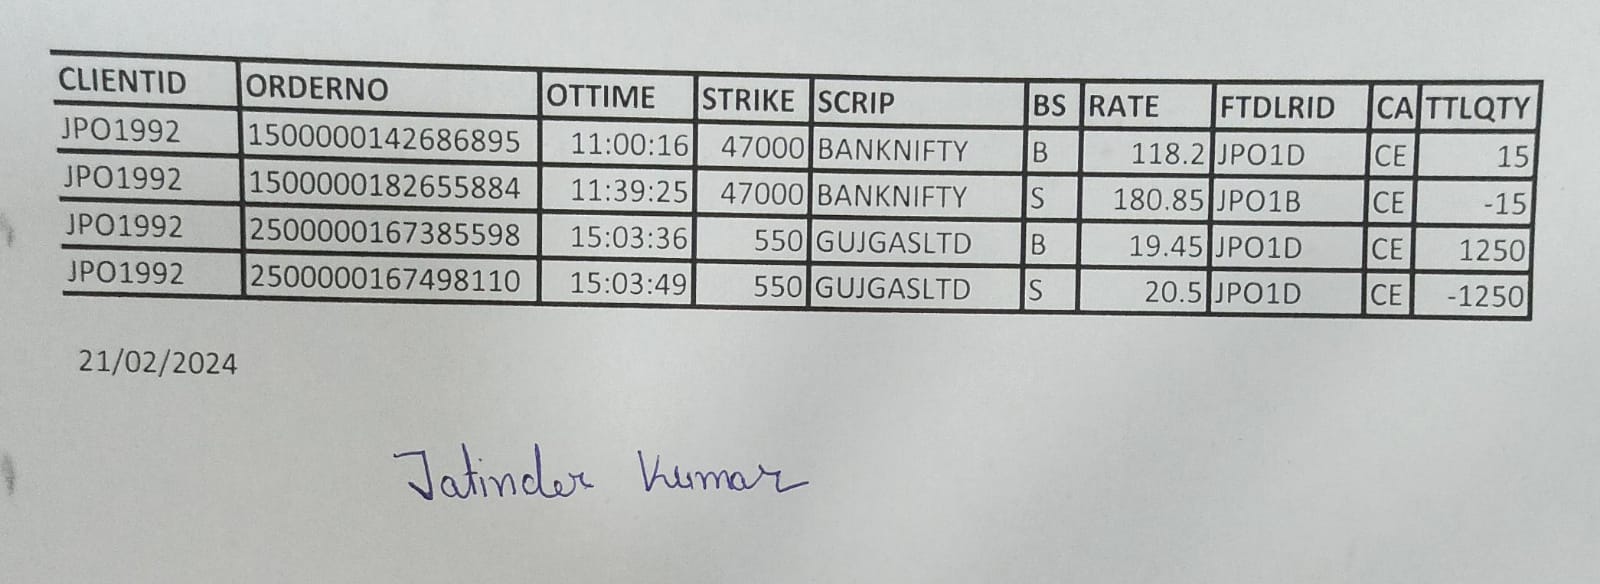 CLIENTID ORDERNO OTTIME STRIKE SCRIP BS RATE FTDLRID CA TTLQTY
JPO1992 1500000142686895 11:00:16 47000 BANKNIFTY B 118.2 JPO1D CE 15
JPO1992 1500000182655884 11:39:25 47000 BANKNIFTY S 180.85 JPO1B CE -15
JPO1992 2500000167385598 15:03:36 550 GUJGASLTD B 19.45 JPO1D CE 1250
JPO1992 2500000167498110 15:03:49 550 GUJGASLTD S 20.5 JPO1D CE -1250
21/02/2024
Jatinder Kumar